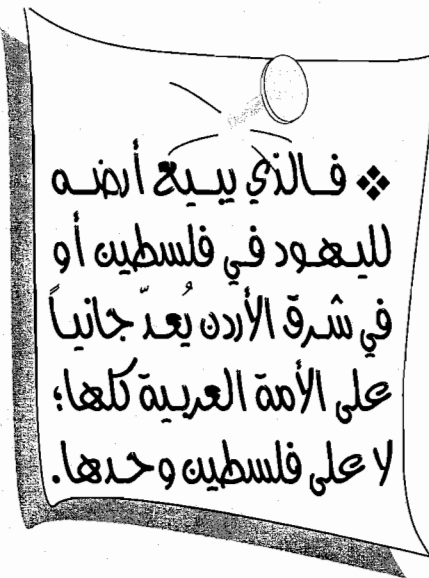 ❖ فالذي يبيع أرضه
لليهود في فلسطين أو
في شرق الأردن يُعدّ جانياً
على الأمة العربية كلها؛
لا على فلسطين وحدها.